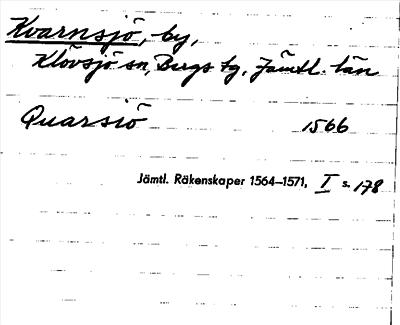 Kvarnsjö, by,
Klövsjö sn, Bergs tg, Jämtl. län
Quarsiö 1566
Jämtl. Räkenskaper 1564–1571, I s. 178